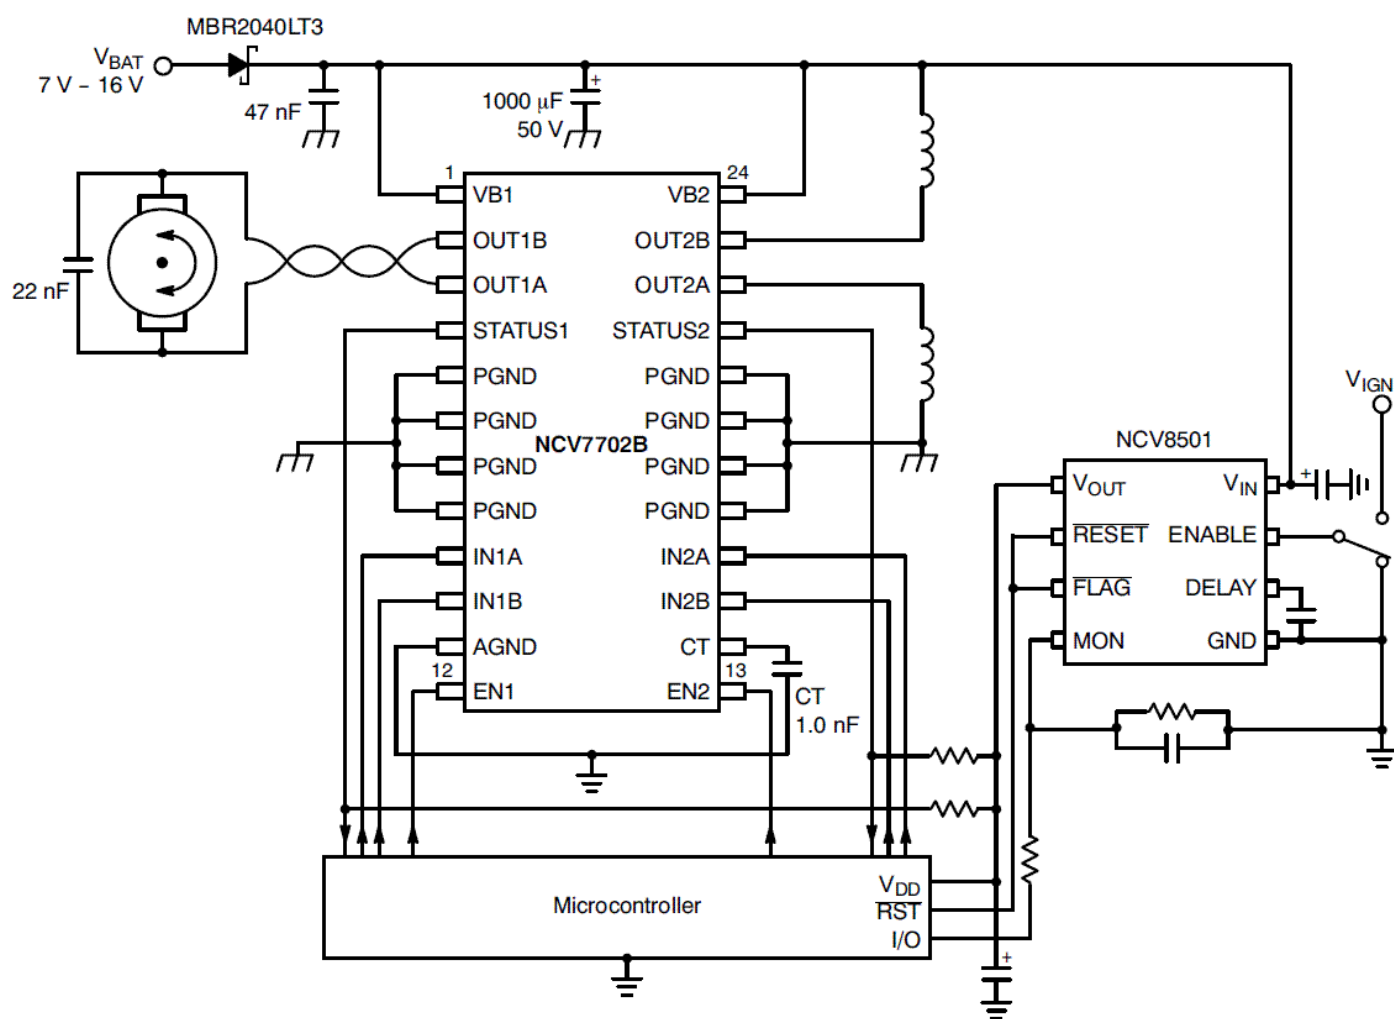 MBR2040LT3
VBAT
7 V – 16 V
47 nF
1000 μF
50 V
+
22 nF
1
24
VB1
VB2
OUT1B
OUT2B
OUT1A
OUT2A
STATUS1
STATUS2
PGND
PGND
PGND
PGND
NCV7702B
PGND
PGND
PGND
PGND
IN1A
IN2A
IN1B
IN2B
AGND
CT
12
13
EN1
EN2
CT
1.0 nF
VIGN
NCV8501
VOUT
VIN
+
RESET
ENABLE
FLAG
DELAY
MON
GND
Microcontroller
VDD
RST
I/O
+